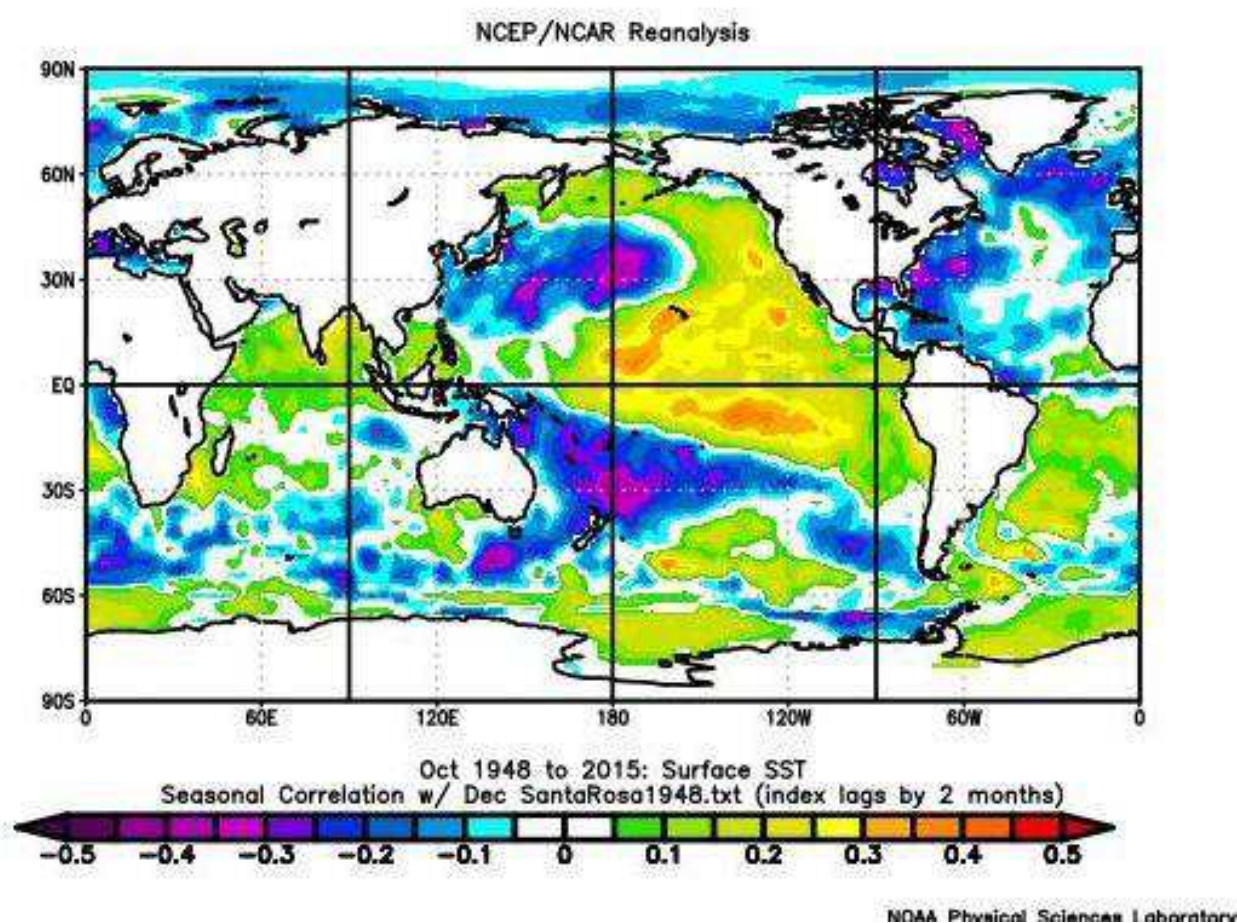 NCEP/NCAR Reanalysis
90N
60N
30N
EQ
30S
60S
90S
0 60E 120E 180 120W 60W 0
Oct 1948 to 2015: Surface SST
Seasonal Correlation w/ Dec SantaRosa1948.txt (index lags by 2 months)
-0.5 -0.4 -0.3 -0.2 -0.1 0 0.1 0.2 0.3 0.4 0.5
NOAA Physical Sciences Laboratory